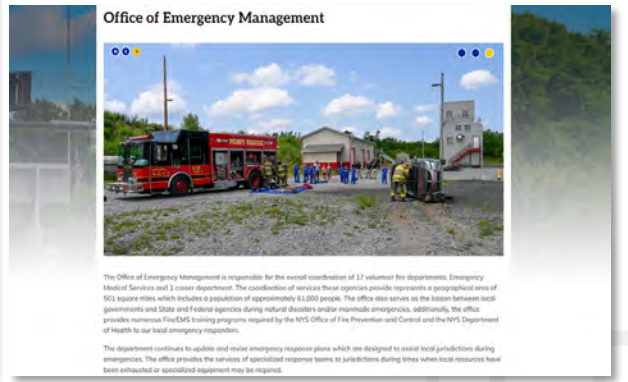 Office of Emergency Management
HEAVY RESCUE
The Office of Emergency Management is responsible for the overall coordination of 17 volunteer fire departments, Emergency
Medical Services and 1 career department. The coordination of services these agencies provide represents a geographical area of
501 square miles which includes a population of approximately 61,000 people. The office also serves as the liaison between local
governments and State and Federal agencies during natural disasters and/or manmade emergencies, additionally, the office
provides numerous Fire/EMS training programs required by the NYS Office of Fire Prevention and Control and the NYS Department
of Health to our local emergency responders.
The department continues to update and revise emergency response plans which are designed to assist local jurisdictions during
emergencies. The office provides the services of specialized response teams to jurisdictions during times when local resources have
been exhausted or specialized equipment may be required.